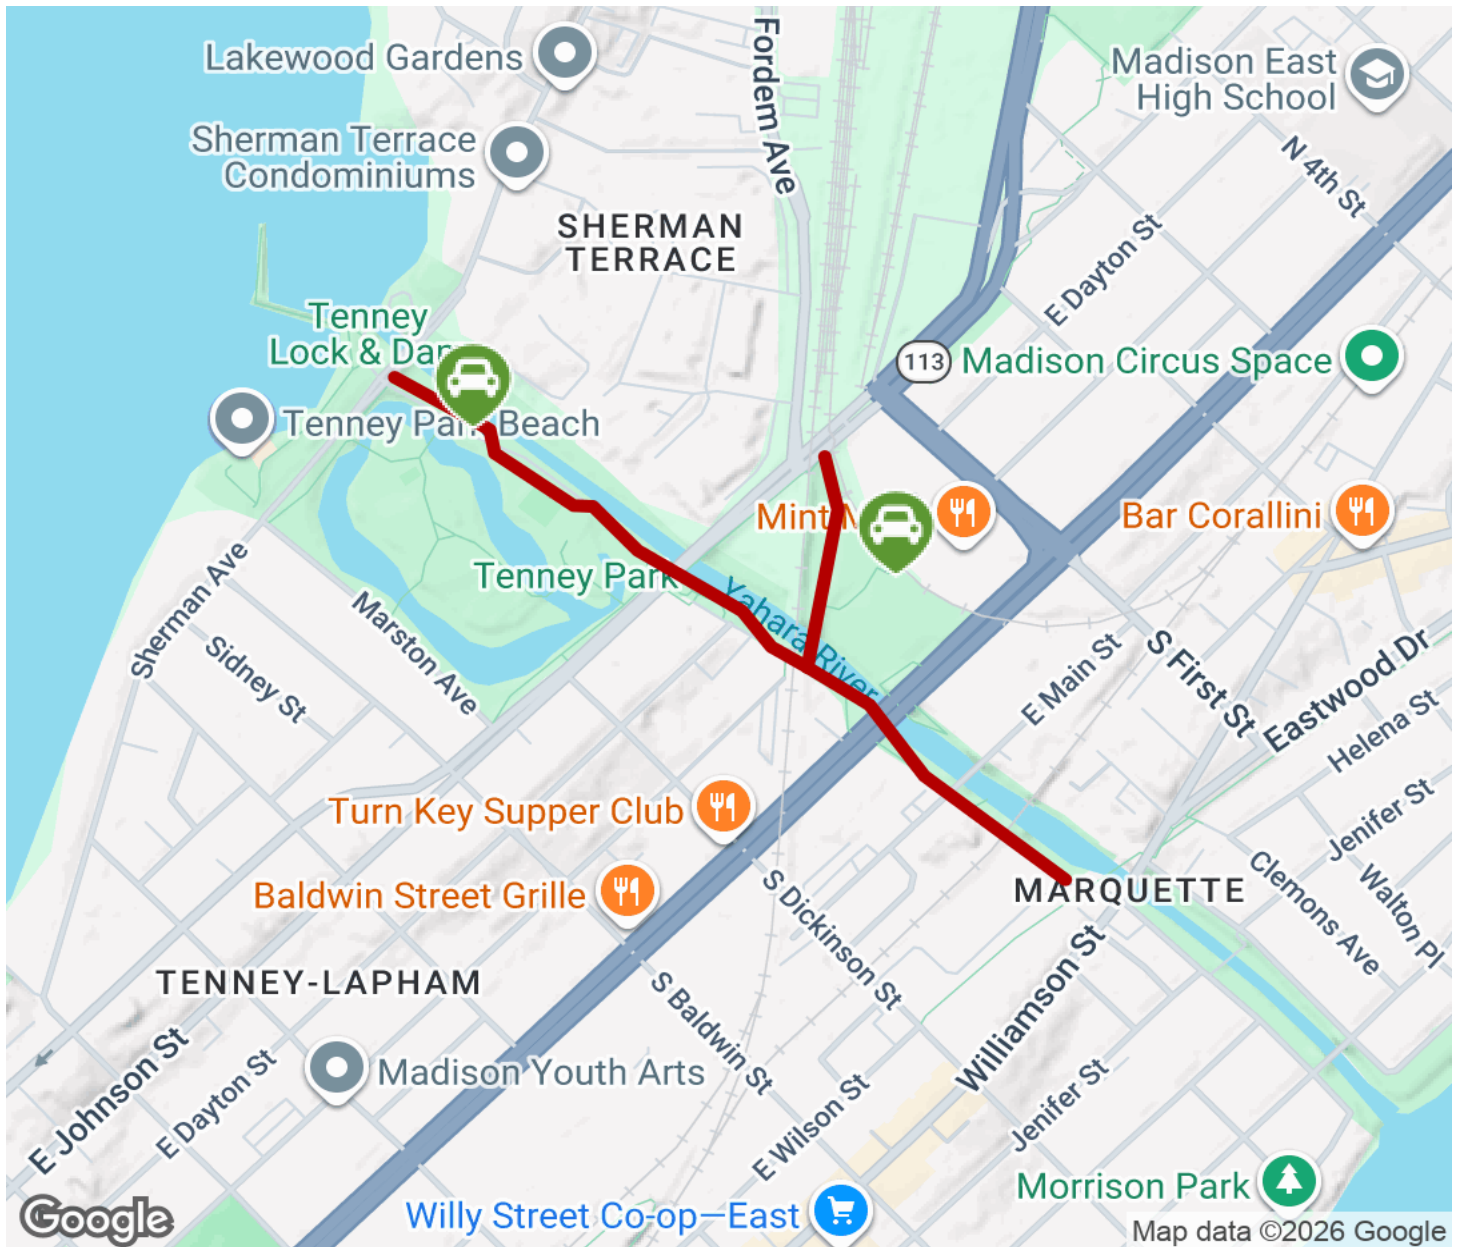 Lakewood Gardens
Fordem Ave
Madison East
High School
Sherman Terrace
Condominiums
N 4th St
SHERMAN
TERRACE
E Dayton St
Tenney
Lock & Dam
113
Madison Circus Space
Tenney Park Beach
Mint M
Bar Corallini
Tenney Park
Yahara River
Sherman Ave
Marston Ave
Sidney St
E Main St
S First St
Eastwood Dr
Helena St
Jenifer St
Turn Key Supper Club
Clemons Ave
Walton Pl
Baldwin Street Grille
MARQUETTE
S Dickinson St
TENNEY-LAPHAM
S Baldwin St
Williamson St
E Johnson St
E Dayton St
Madison Youth Arts
E Wilson St
Jenifer St
Morrison Park
Google
Willy Street Co-op—East
Map data ©2026 Google